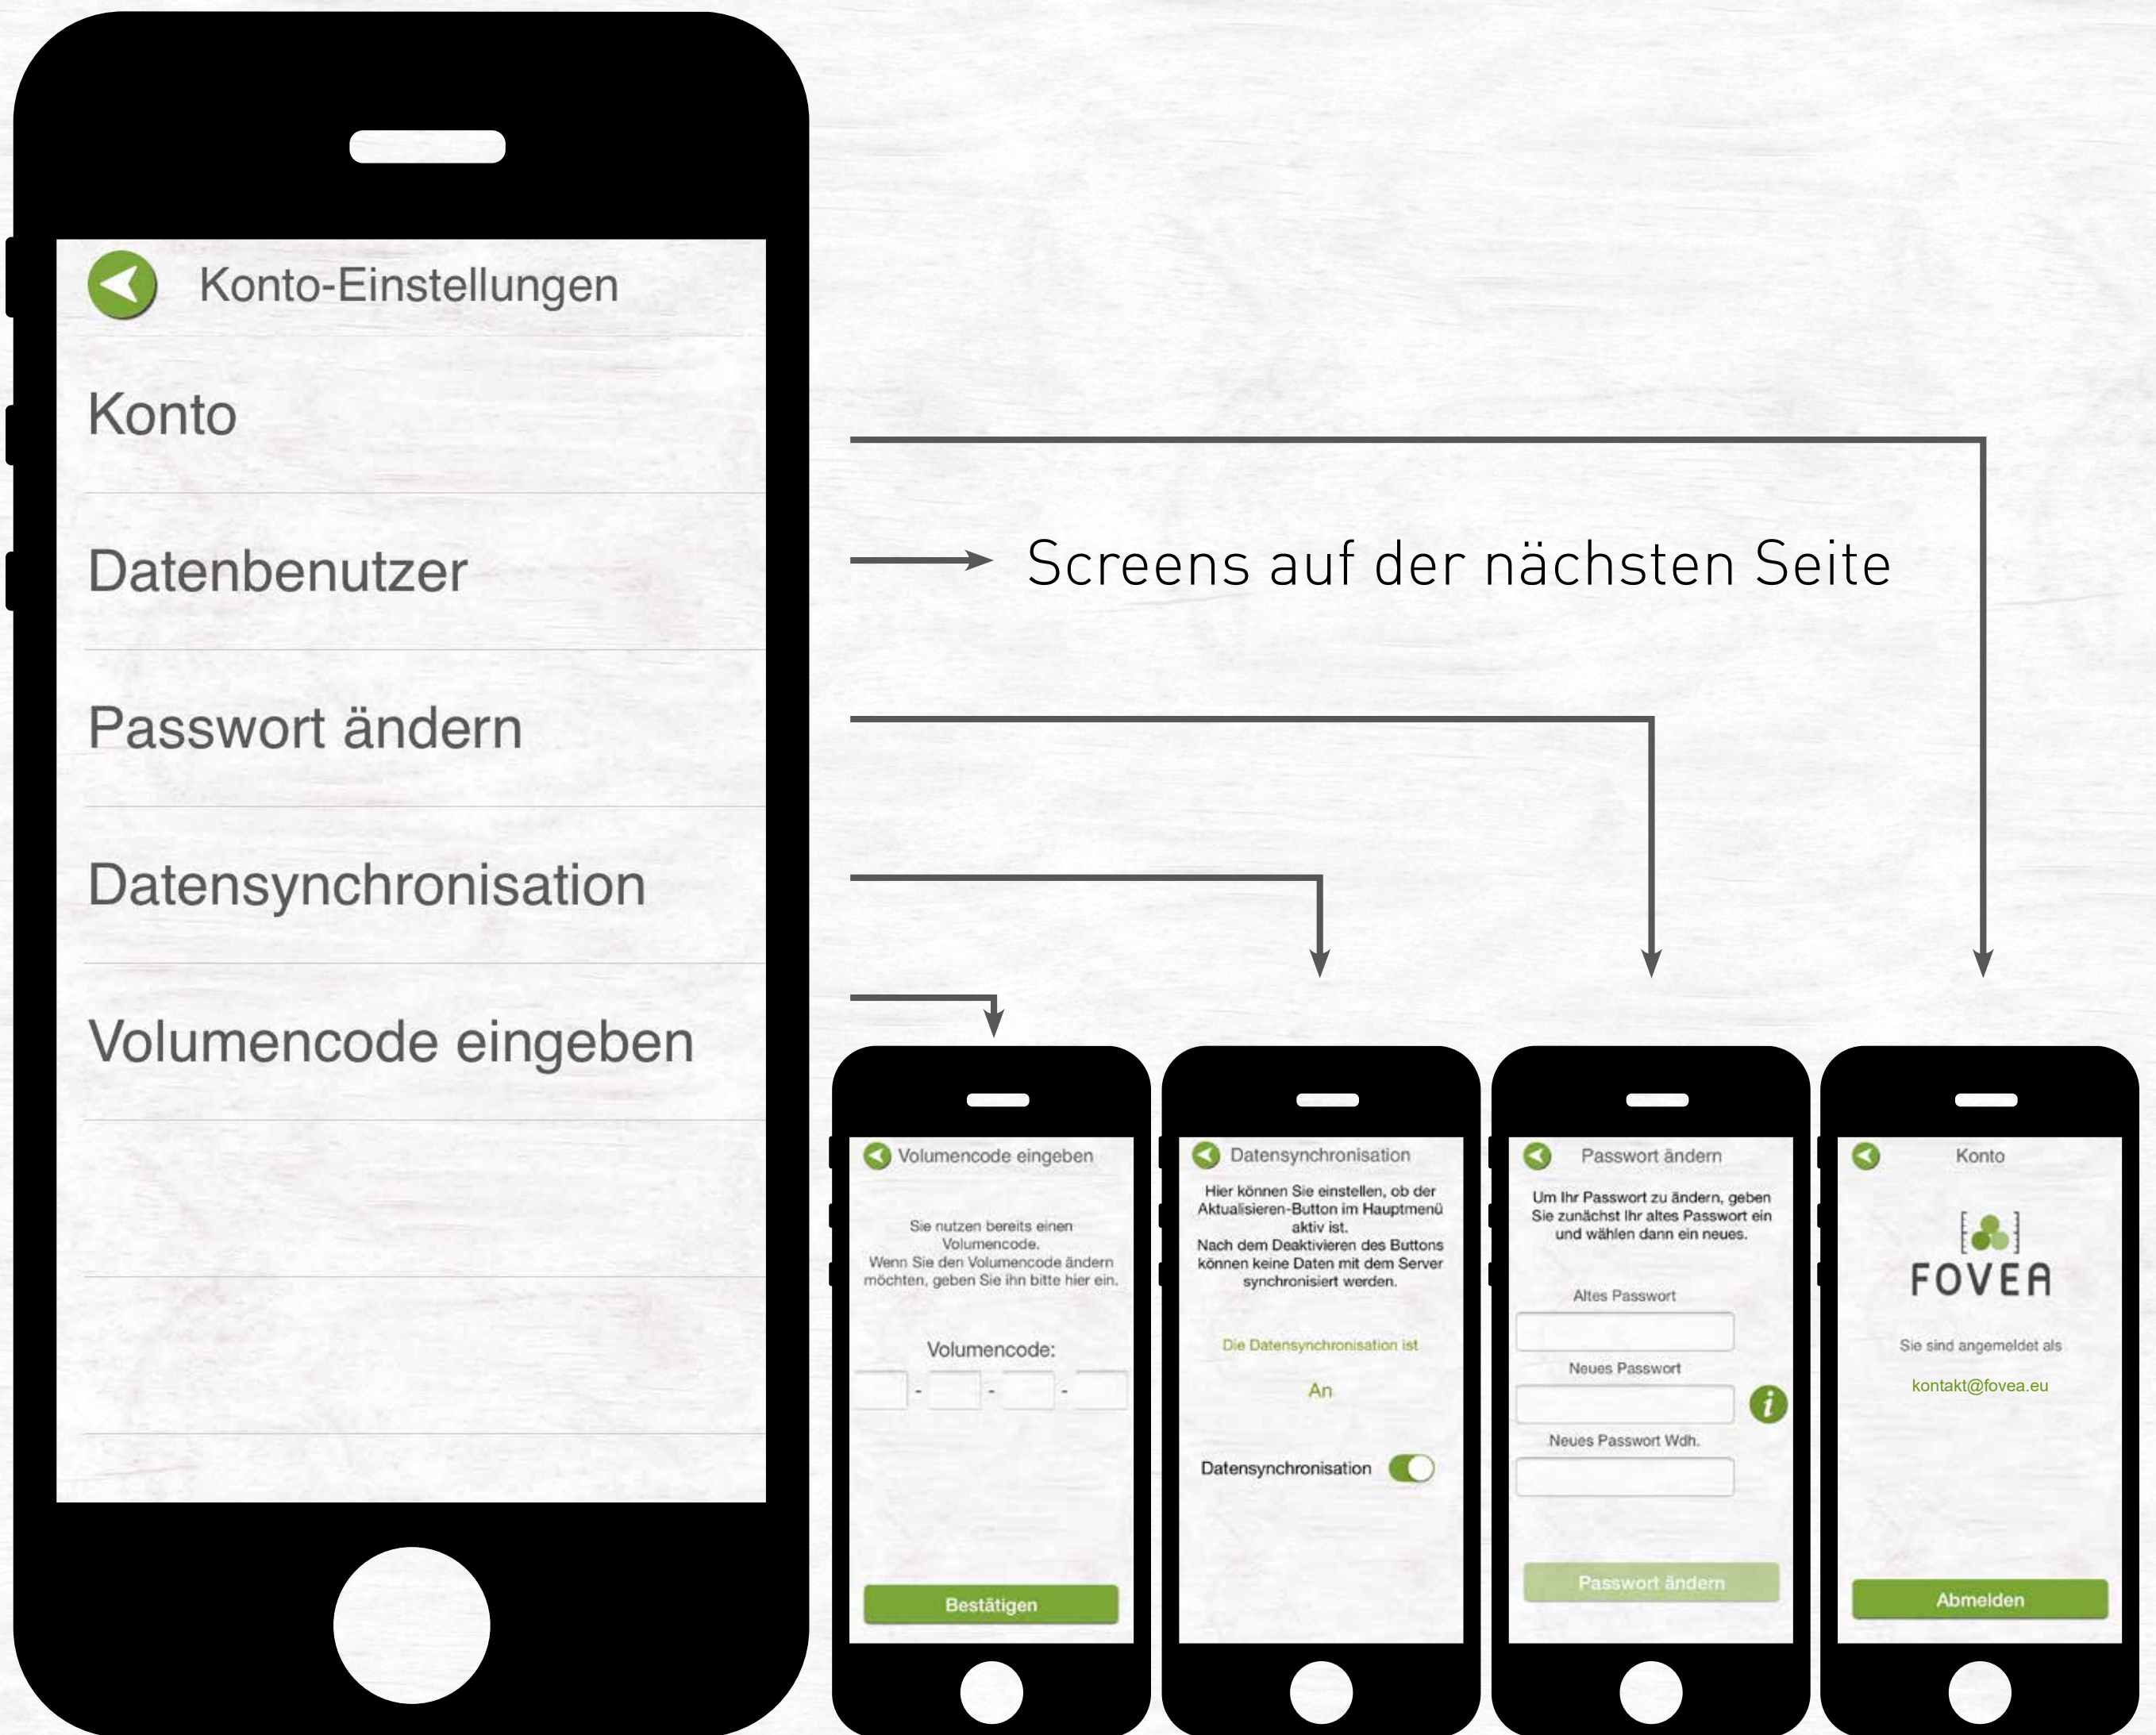 Konto-Einstellungen
Konto
Datenbenutzer
Passwort ändern
Datensynchronisation
Volumencode eingeben
Screens auf der nächsten Seite
Volumencode eingeben
Sie nutzen bereits einen
Volumencode.
Wenn Sie den Volumencode ändern
möchten, geben Sie ihn bitte hier ein.
Volumencode:
- - -
Bestätigen
Datensynchronisation
Hier können Sie einstellen, ob der
Aktualisieren-Button im Hauptmenü
aktiv ist.
Nach dem Deaktivieren des Buttons
können keine Daten mit dem Server
synchronisiert werden.
Die Datensynchronisation ist
An
Datensynchronisation
Passwort ändern
Um Ihr Passwort zu ändern, geben
Sie zunächst Ihr altes Passwort ein
und wählen dann ein neues.
Altes Passwort
Neues Passwort
i
Neues Passwort Wdh.
Passwort ändern
Konto
FOVEA
Sie sind angemeldet als
kontakt@fovea.eu
Abmelden